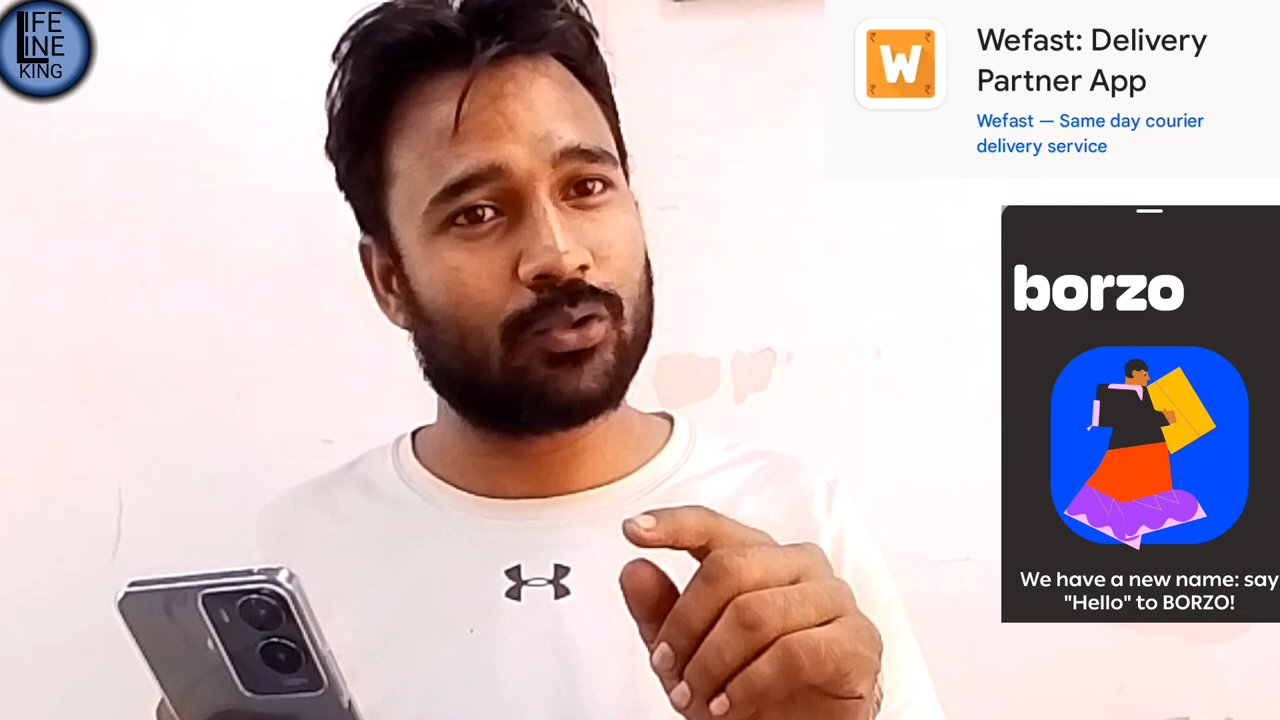 LIFE
LINE
KING
W
Wefast: Delivery
Partner App
Wefast — Same day courier
delivery service
borzo
We have a new name: say
"Hello" to BORZO!